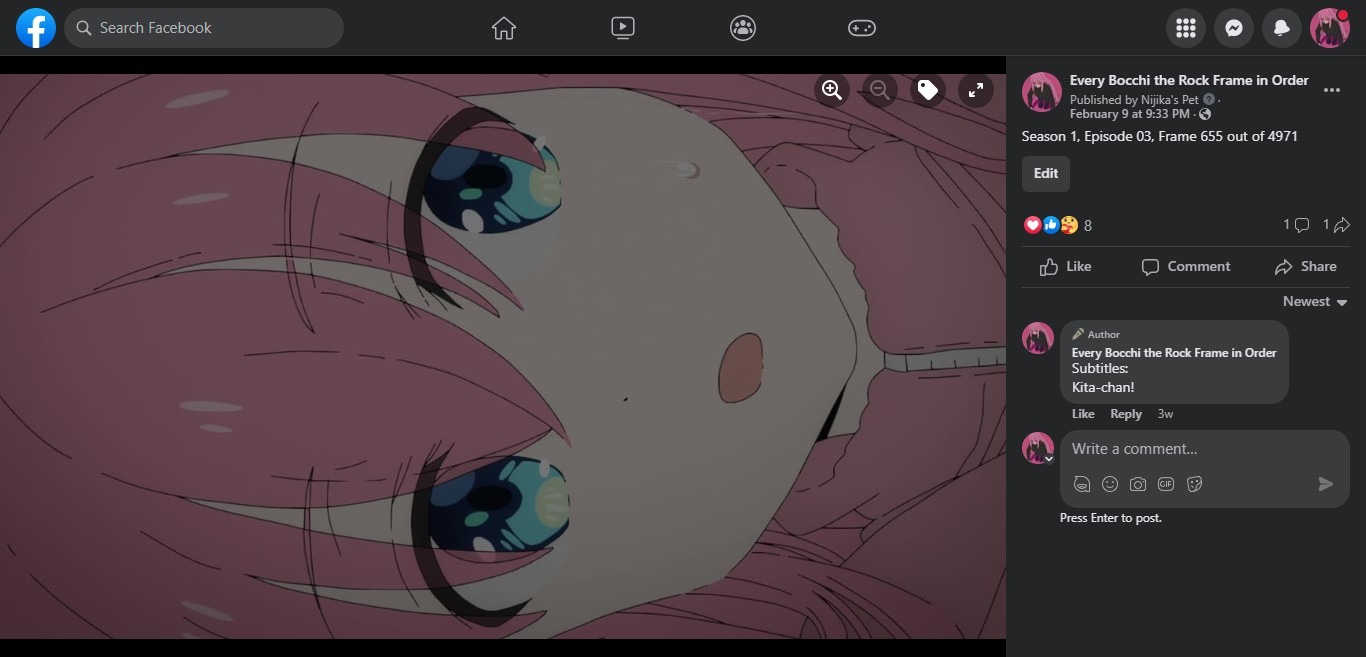 Search Facebook
Every Bocchi the Rock Frame in Order
Published by Nijika's Pet ·
February 9 at 9:33 PM ·
Season 1, Episode 03, Frame 655 out of 4971
Edit
8
1
1
Like
Comment
Share
Newest
Author
Every Bocchi the Rock Frame in Order
Subtitles:
Kita-chan!
Like Reply 3w
Write a comment...
GIF
Press Enter to post.